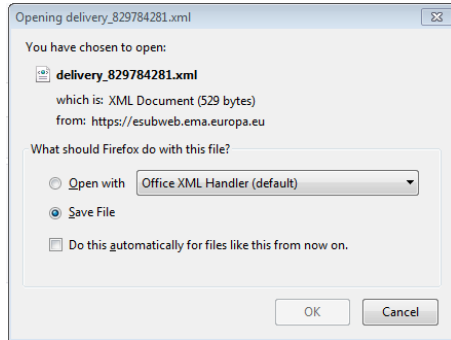 Opening delivery_829784281.xml
You have chosen to open:
delivery_829784281.xml
which is: XML Document (529 bytes)
from: https://esubweb.ema.europa.eu
What should Firefox do with this file?
Open with Office XML Handler (default)
Save File
Do this automatically for files like this from now on.
OK Cancel